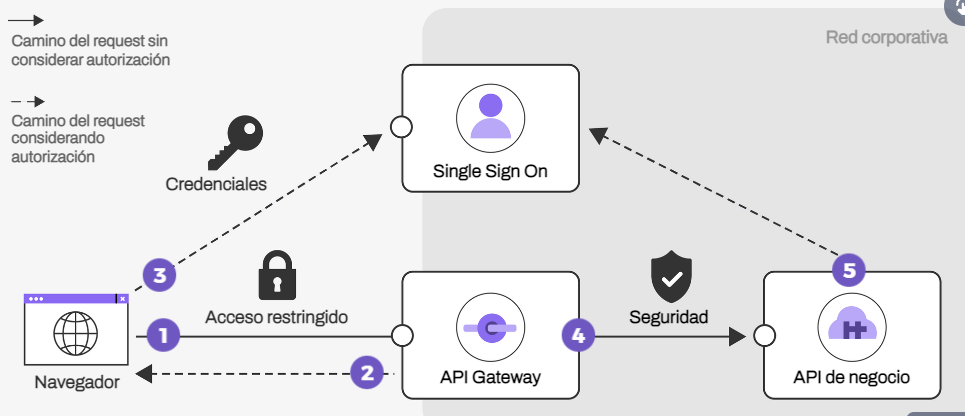 Camino del request sin
considerar autorización
Camino del request
considerando
autorización
Red corporativa
Credenciales
Single Sign On
3
5
Acceso restringido
Seguridad
1
4
2
Navegador
API Gateway
API de negocio